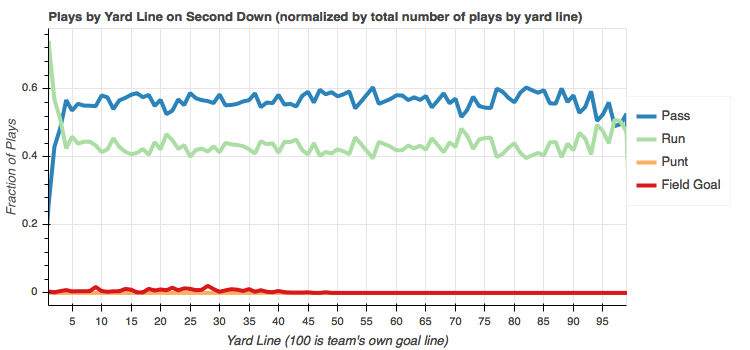 Plays by Yard Line on Second Down (normalized by total number of plays by yard line)
Fraction of Plays
0.6
0.4
0.2
0
5 10 15 20 25 30 35 40 45 50 55 60 65 70 75 80 85 90 95
Yard Line (100 is team's own goal line)
Pass
Run
Punt
Field Goal